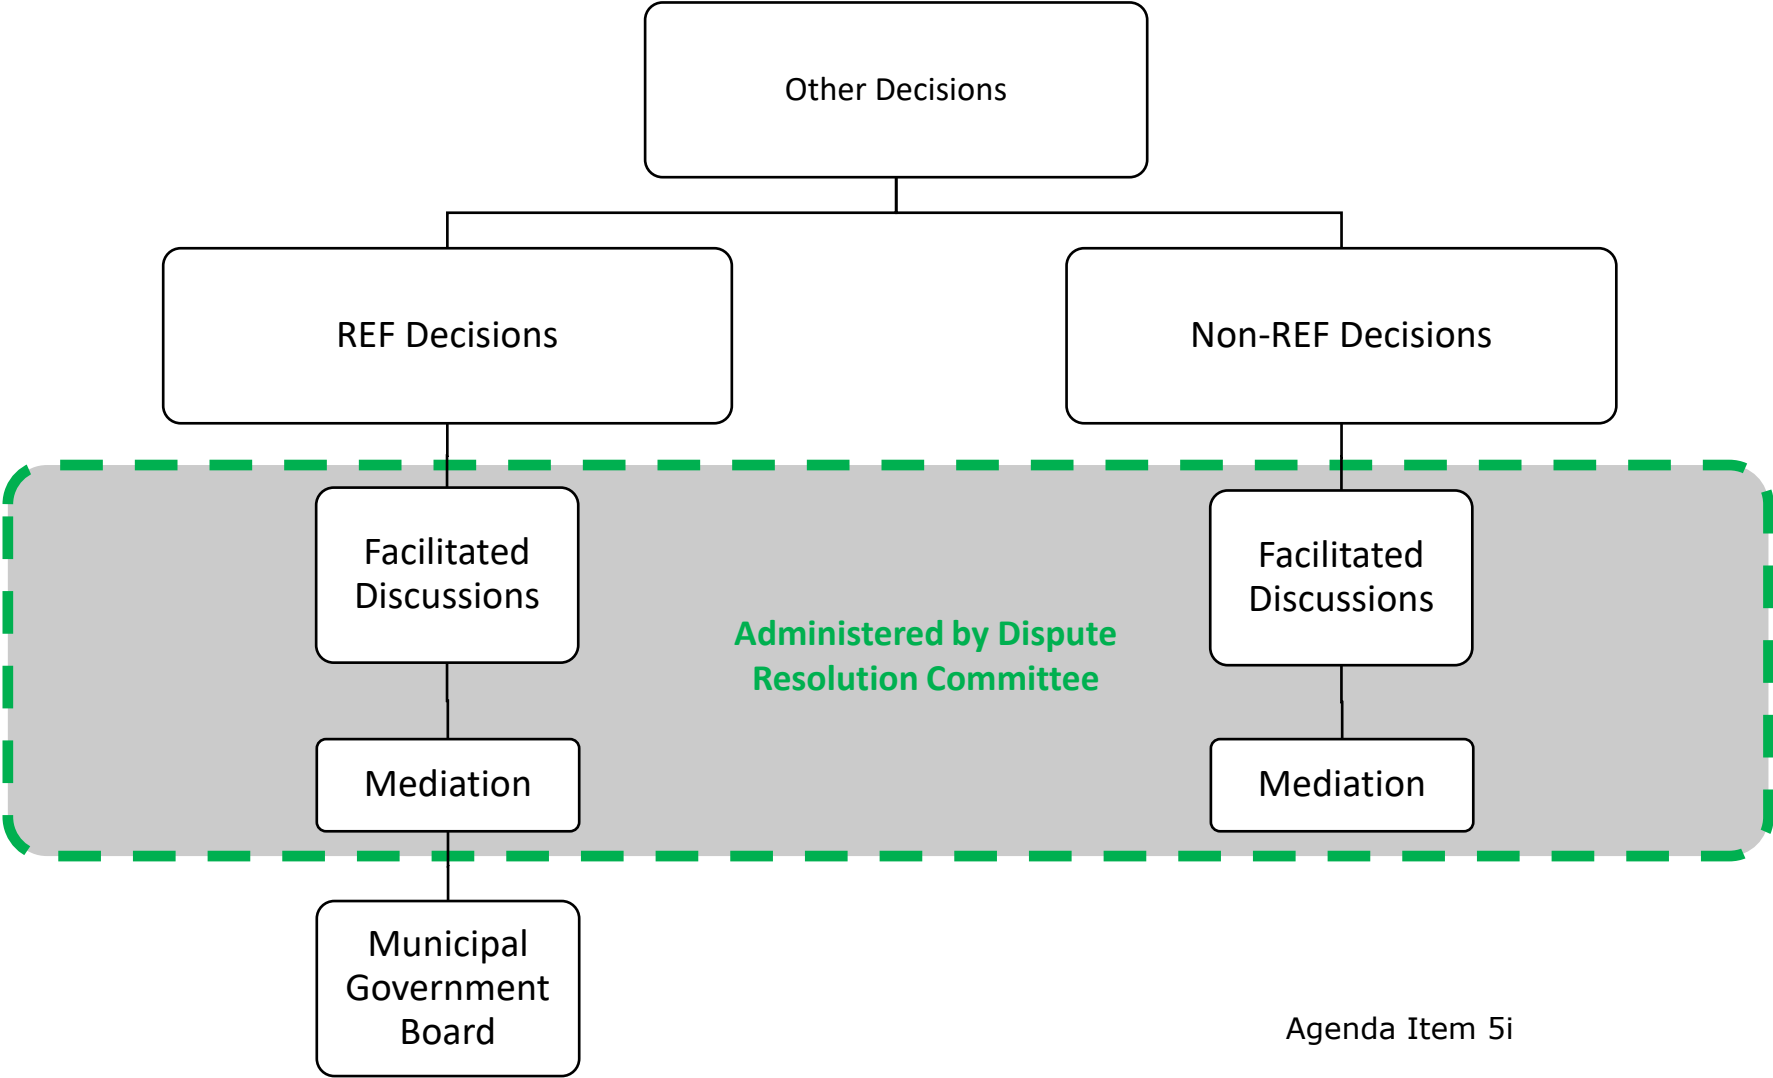 Other Decisions
REF Decisions
Non-REF Decisions
Facilitated
Discussions
Facilitated
Discussions
Administered by Dispute
Resolution Committee
Mediation
Mediation
Municipal
Government
Board
Agenda Item 5i